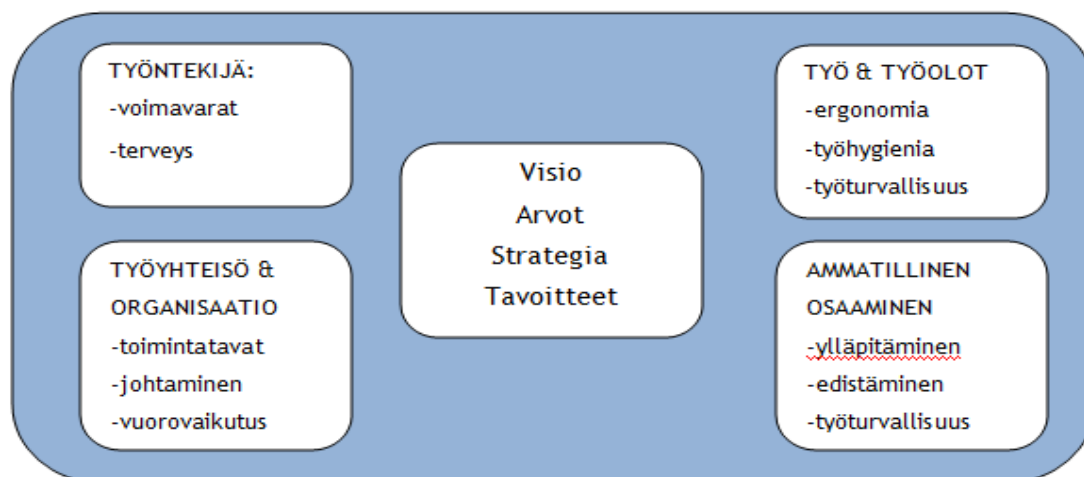 TYÖNTEKIJÄ:
-voimavarat
-terveys
TYÖYHTEISÖ &
ORGANISAATIO
-toimintatavat
-johtaminen
-vuorovaikutus
Visio
Arvot
Strategia
Tavoitteet
TYÖ & TYÖOLOT
-ergonomia
-työhygienia
-työturvallisuus
AMMATILLINEN
OSAAMINEN
-ylläpitäminen
-edistäminen
-työturvallisuus